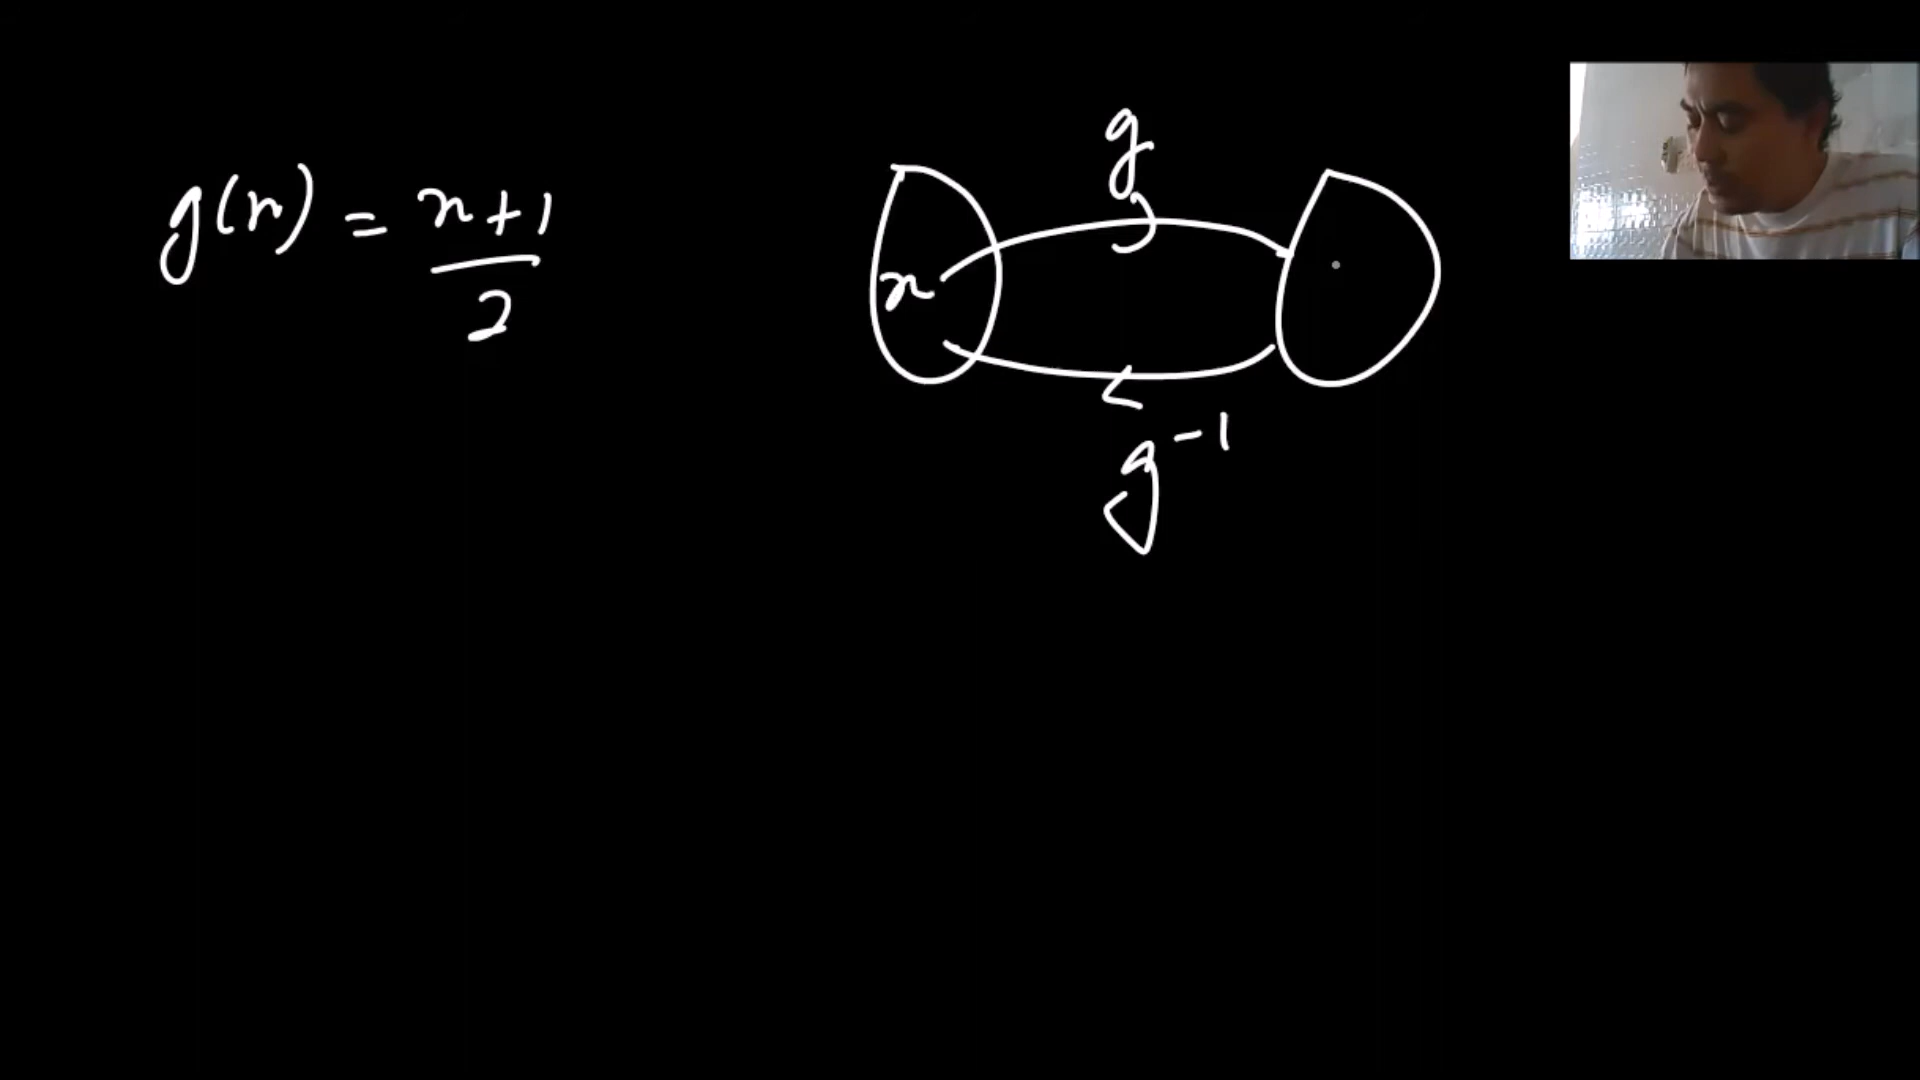 g(x) = x+1
2
g
x
g⁻¹